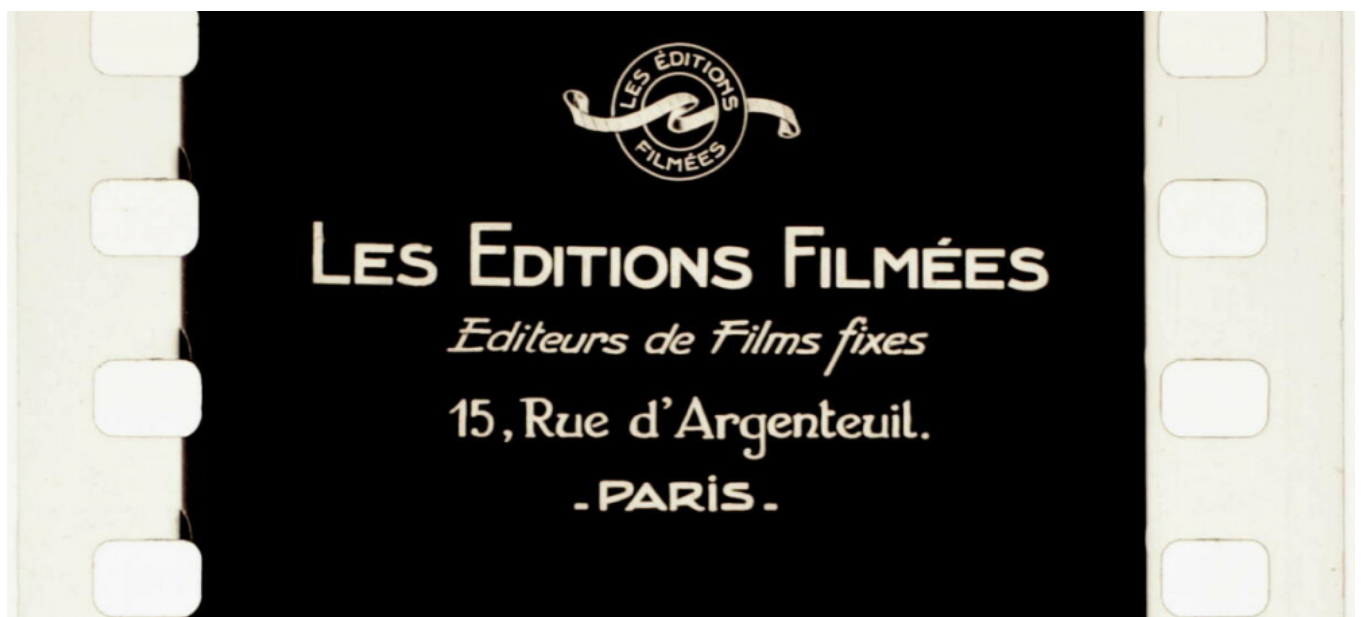 LES ÉDITIONS
FILMÉES
LES EDITIONS FILMÉES
Editeurs de Films fixes
15, Rue d'Argenteuil.
- PARIS -